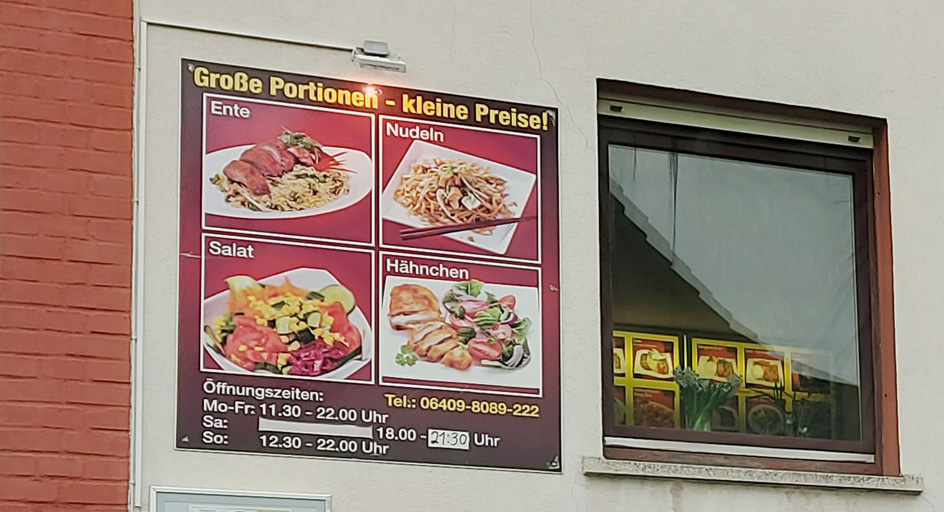 Große Portionen - kleine Preise!
Ente
Nudeln
Salat
Hähnchen
Öffnungszeiten:
Tel.: 06409-8089-222
Mo-Fr: 11.30 - 22.00 Uhr
Sa: 18.00 - 21:30 Uhr
So: 12.30 - 22.00 Uhr